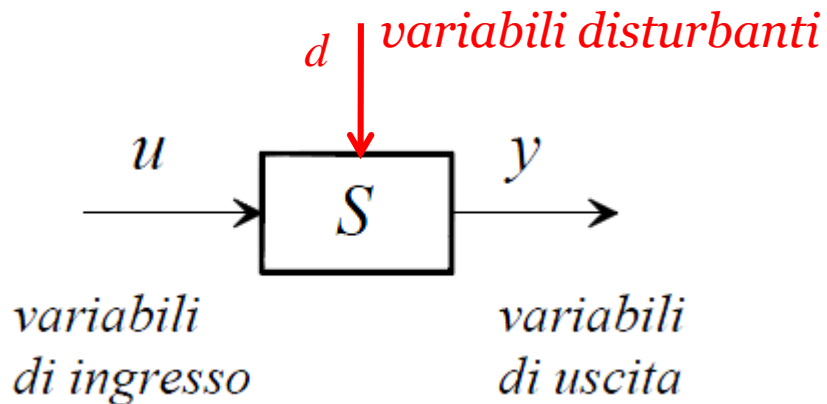 d variabili disturbanti
u
y
S
variabili
di ingresso
variabili
di uscita